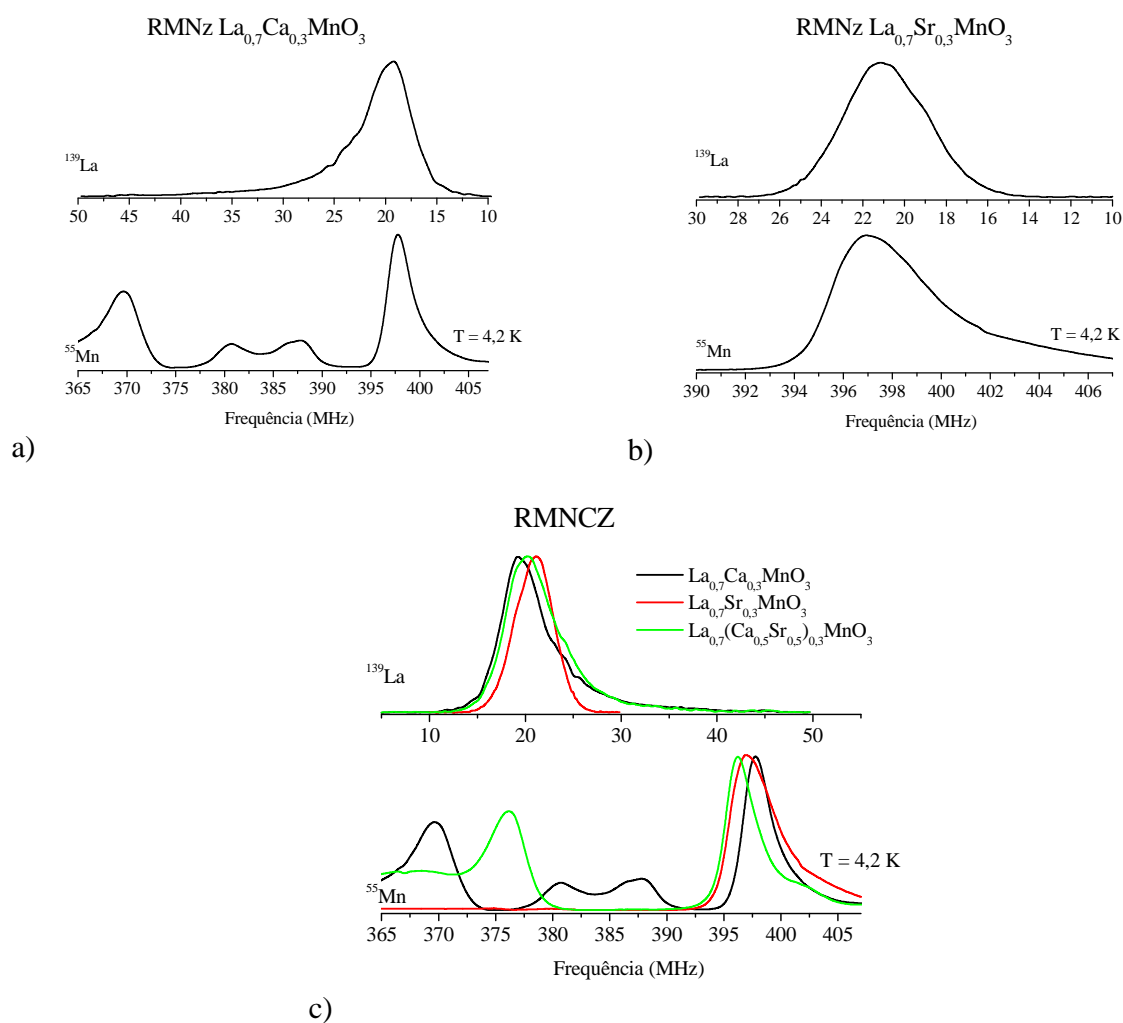 RMNz La0,7Ca0,3MnO3
139La
50 45 40 35 30 25 20 15 10
T = 4,2 K
55Mn
365 370 375 380 385 390 395 400 405
Frequência (MHz)
a)
RMNz La0,7Sr0,3MnO3
139La
30 28 26 24 22 20 18 16 14 12 10
T = 4,2 K
55Mn
390 392 394 396 398 400 402 404 406
Frequência (MHz)
b)
RMNCZ
La0,7Ca0,3MnO3
La0,7Sr0,3MnO3
La0,7(Ca0,5Sr0,5)0,3MnO3
139La
10 20 30 40 50
T = 4,2 K
55Mn
365 370 375 380 385 390 395 400 405
Frequência (MHz)
c)